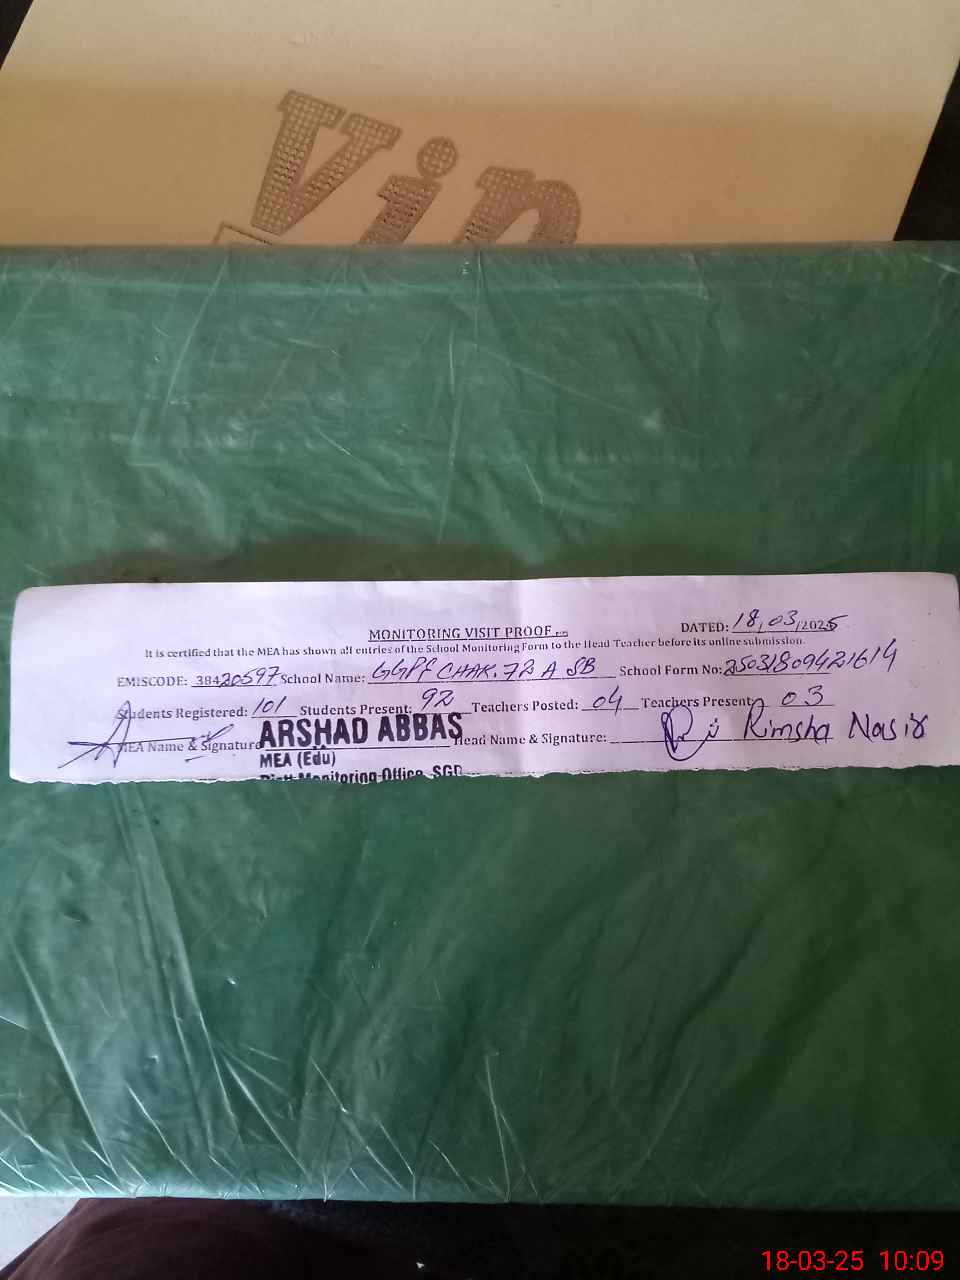 Vip
MONITORING VISIT PROOF
DATED: 18/03/2025
It is certified that the MEA has shown all entries of the School Monitoring Form to the Head Teacher before its online submission.
EMISCODE: 38420597 School Name: GGPS CHAK. 72 A SB School Form No: 25031809421614
Students Registered: 101 Students Present: 92 Teachers Posted: 04 Teachers Present: 03
MEA Name & Signature ARSHAD ABBAS Head Name & Signature: Rimsha Nasir
MEA (Edu)
Distt Monitoring Office, SGD
18-03-25 10:09